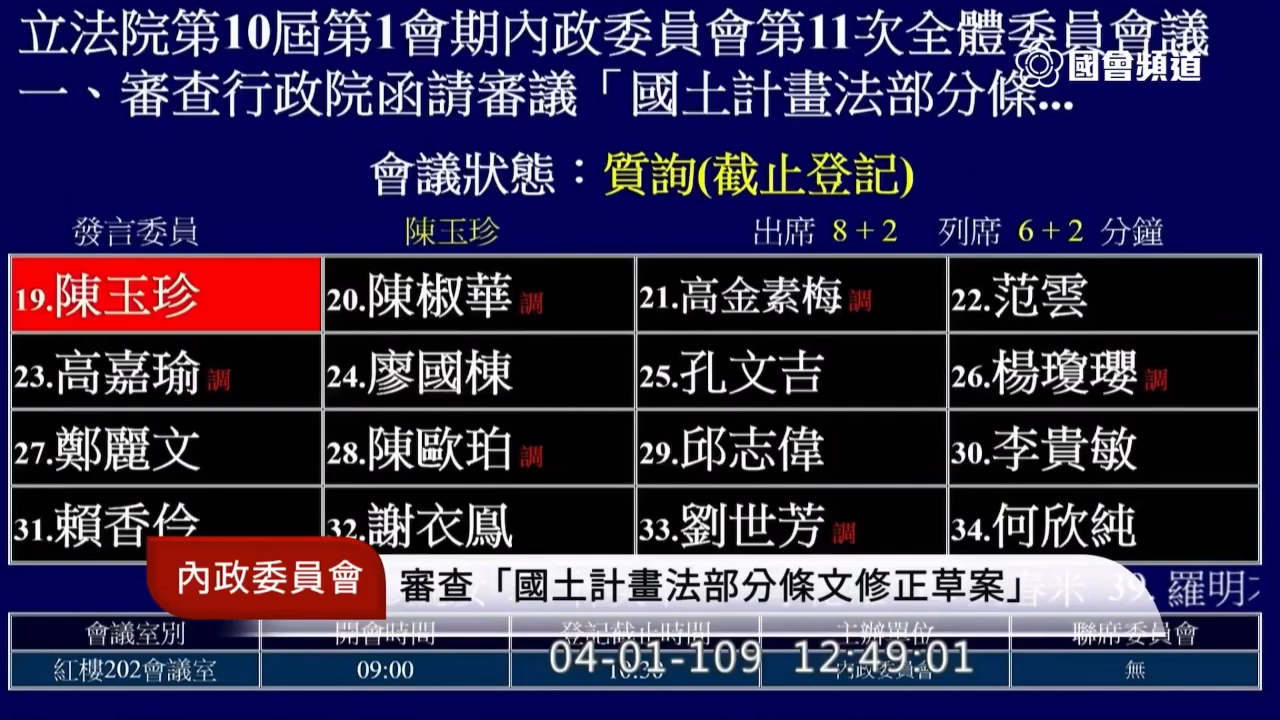 立法院第10屆第1會期內政委員會第11次全體委員會議
國會頻道
一、審查行政院函請審議「國土計畫法部分條...
會議狀態：質詢(截止登記)
發言委員 陳玉珍 出席 8 + 2 列席 6 + 2 分鐘
19.陳玉珍 20.陳椒華 調 21.高金素梅 調 22.范雲
23.高嘉瑜 調 24.廖國棟 25.孔文吉 26.楊瓊瓔 調
27.鄭麗文 28.陳歐珀 調 29.邱志偉 30.李貴敏
31.賴香伶 32.謝衣鳳 33.劉世芳 調 34.何欣純
內政委員會 審查「國土計畫法部分條文修正草案」
39. 羅明
會議室別 開會時間 登記截止時間 主辦單位 聯席委員會
紅樓202會議室 09:00 10:30 內政委員會 無
04-01-109 12:49:01